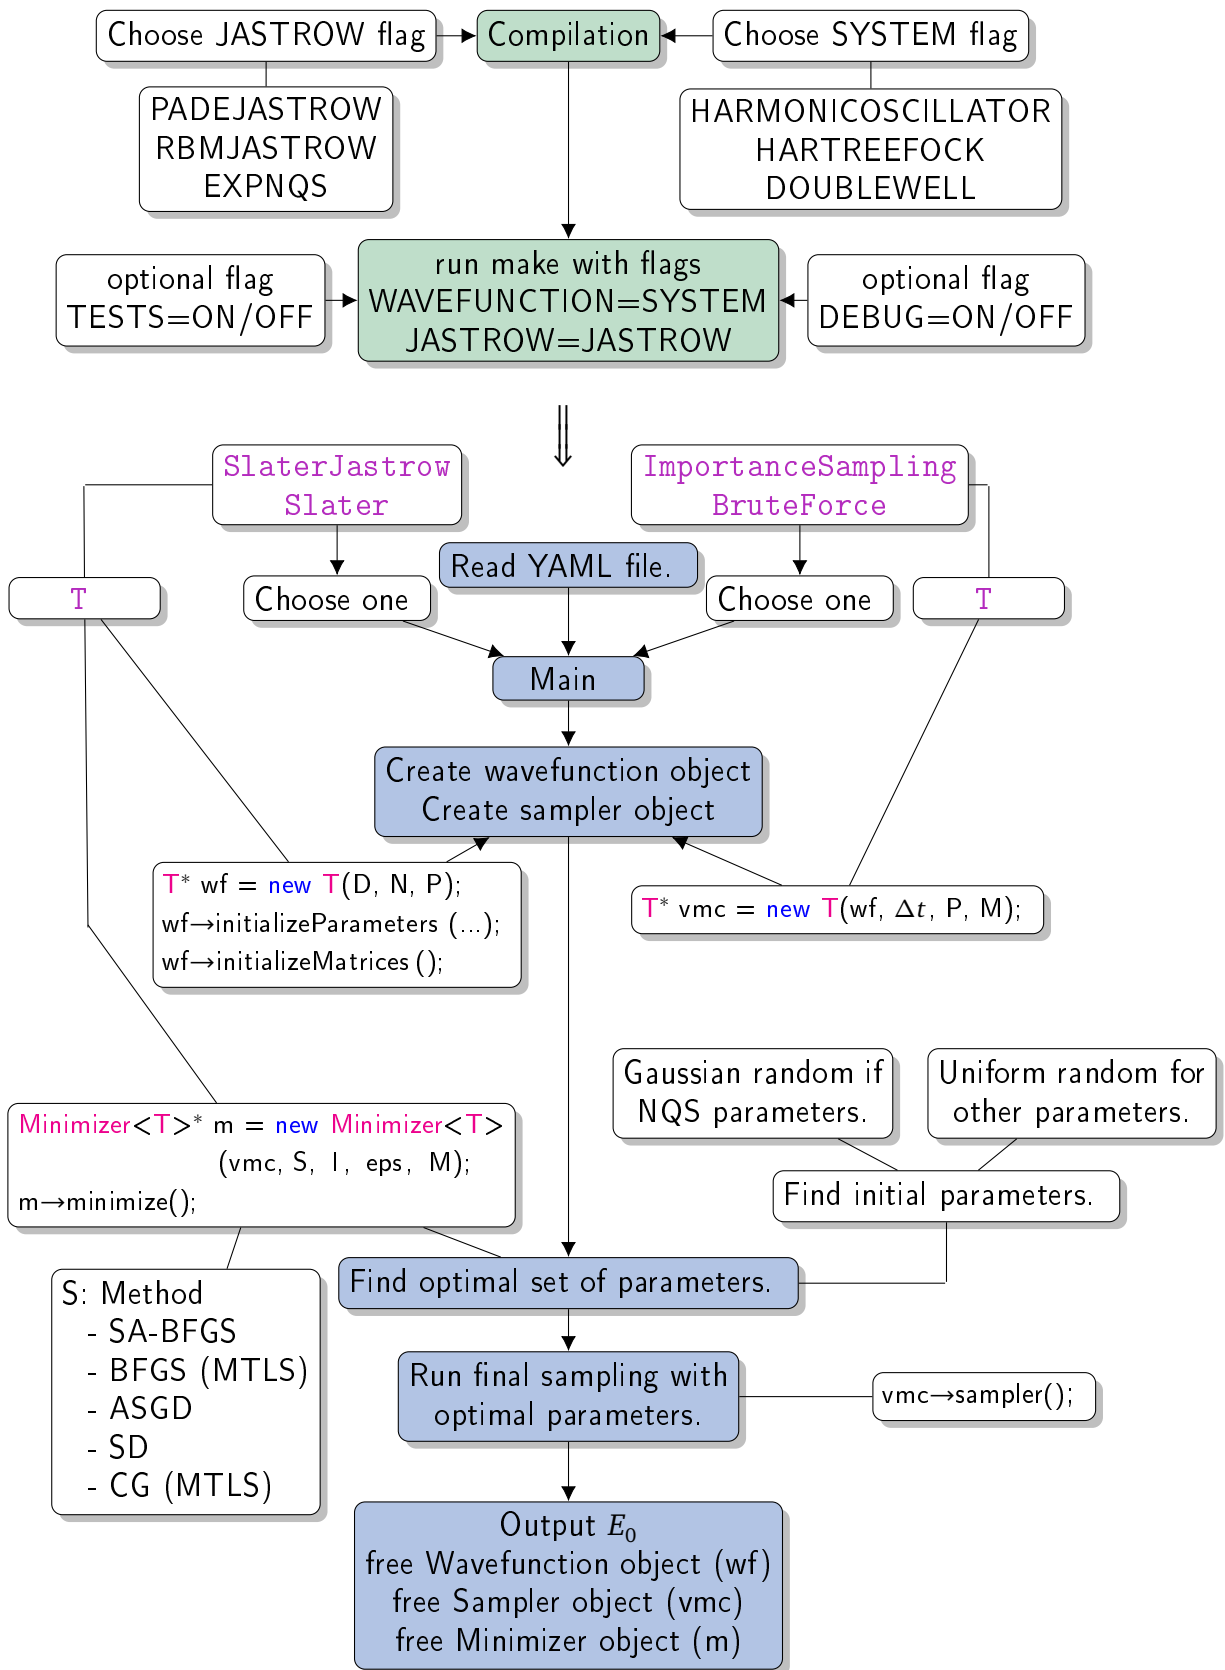 Choose JASTROW flag
Compilation
Choose SYSTEM flag
PADEJASTROW
RBMJASTROW
EXPNQS
HARMONICOSCILLATOR
HARTREEFOCK
DOUBLEWELL
optional flag
TESTS=ON/OFF
run make with flags
WAVEFUNCTION=SYSTEM
JASTROW=JASTROW
optional flag
DEBUG=ON/OFF
SlaterJastrow
Slater
ImportanceSampling
BruteForce
Read YAML file.
T
Choose one
Choose one
T
Main
Create wavefunction object
Create sampler object
T* wf = new T(D, N, P);
wf→initializeParameters (...);
wf→initializeMatrices ();
T* vmc = new T(wf, Δt, P, M);
Gaussian random if
NQS parameters.
Uniform random for
other parameters.
Minimizer<T>* m = new Minimizer<T>
(vmc, S, I, eps, M);
m→minimize();
Find initial parameters.
Find optimal set of parameters.
S: Method
- SA-BFGS
- BFGS (MTLS)
- ASGD
- SD
- CG (MTLS)
Run final sampling with
optimal parameters.
vmc→sampler();
Output E₀
free Wavefunction object (wf)
free Sampler object (vmc)
free Minimizer object (m)